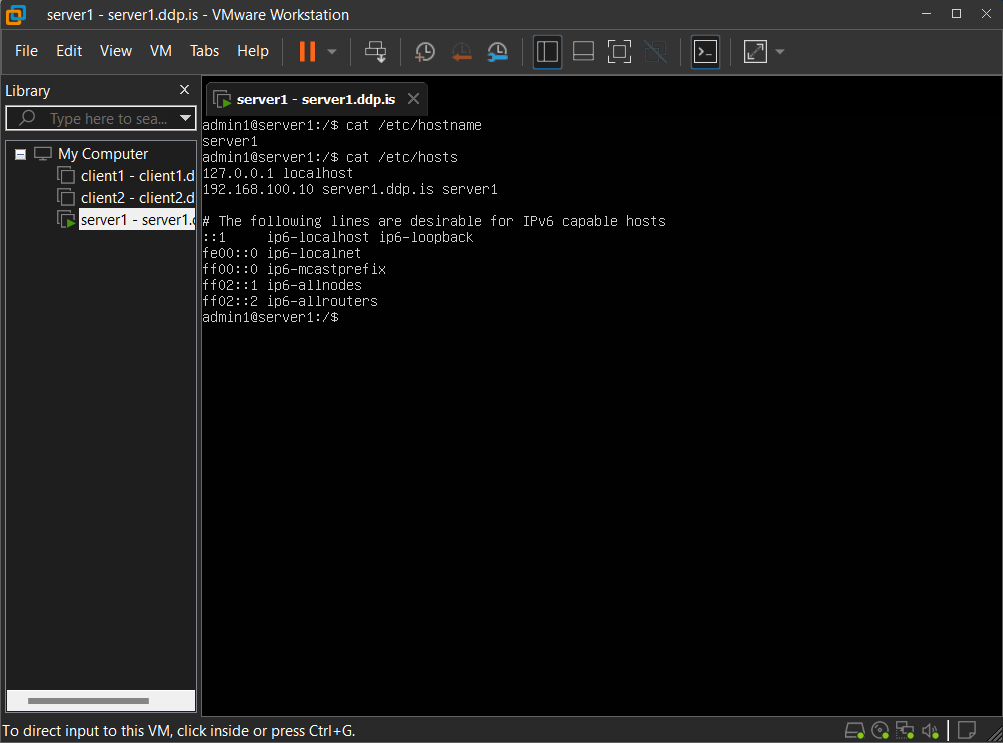 server1 - server1.ddp.is - VMware Workstation
File Edit View VM Tabs Help
Library
Type here to sea...
My Computer
client1 - client1.d
client2 - client2.d
server1 - server1.
server1 - server1.ddp.is
admin1@server1:/$ cat /etc/hostname
server1
admin1@server1:/$ cat /etc/hosts
127.0.0.1 localhost
192.168.100.10 server1.ddp.is server1
# The following lines are desirable for IPv6 capable hosts
::1     ip6-localhost ip6-loopback
fe00::0 ip6-localnet
ff00::0 ip6-mcastprefix
ff02::1 ip6-allnodes
ff02::2 ip6-allrouters
admin1@server1:/$
To direct input to this VM, click inside or press Ctrl+G.